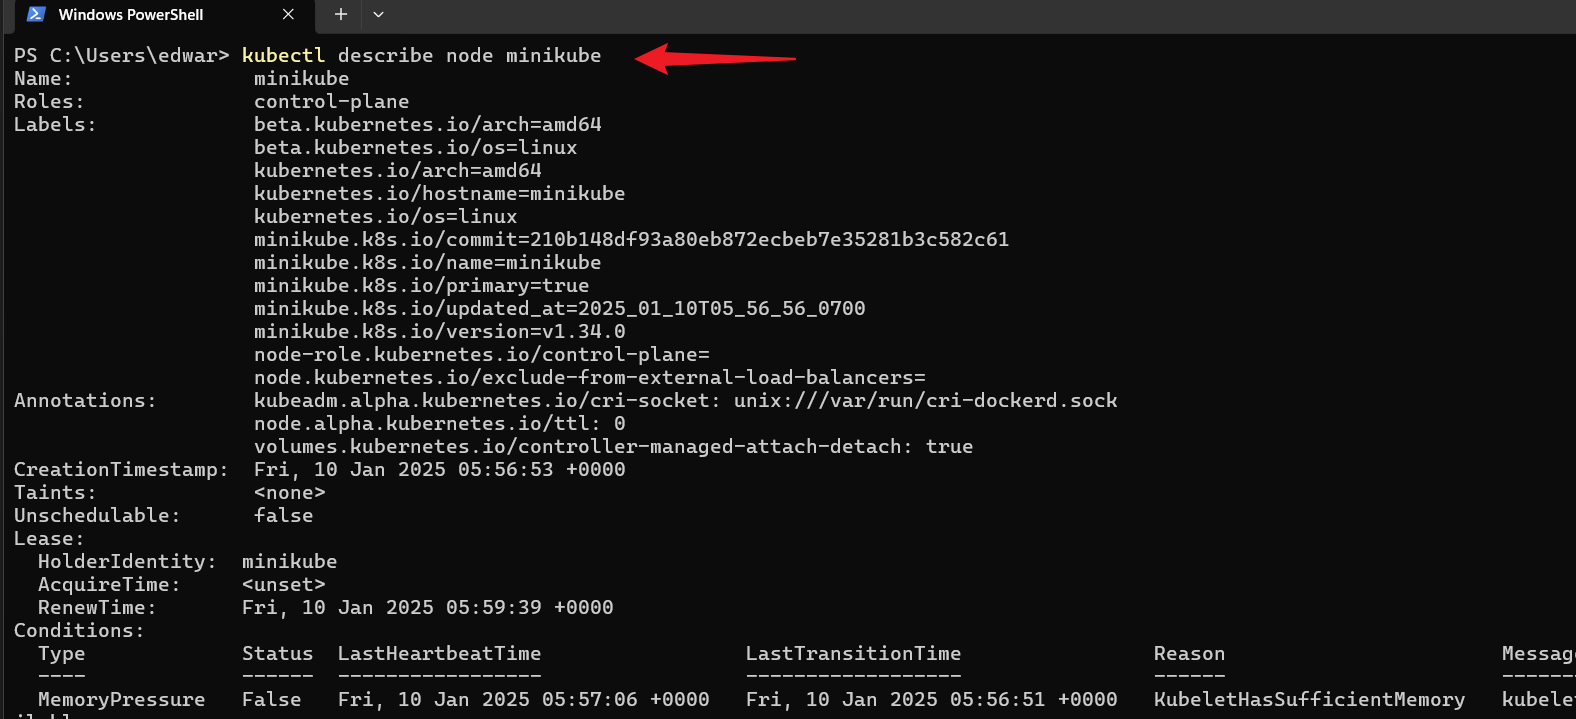 Windows PowerShell
PS C:\Users\edwar> kubectl describe node minikube
Name:               minikube
Roles:              control-plane
Labels:             beta.kubernetes.io/arch=amd64
                    beta.kubernetes.io/os=linux
                    kubernetes.io/arch=amd64
                    kubernetes.io/hostname=minikube
                    kubernetes.io/os=linux
                    minikube.k8s.io/commit=210b148df93a80eb872ecbeb7e35281b3c582c61
                    minikube.k8s.io/name=minikube
                    minikube.k8s.io/primary=true
                    minikube.k8s.io/updated_at=2025_01_10T05_56_56_0700
                    minikube.k8s.io/version=v1.34.0
                    node-role.kubernetes.io/control-plane=
                    node.kubernetes.io/exclude-from-external-load-balancers=
Annotations:        kubeadm.alpha.kubernetes.io/cri-socket: unix:///var/run/cri-dockerd.sock
                    node.alpha.kubernetes.io/ttl: 0
                    volumes.kubernetes.io/controller-managed-attach-detach: true
CreationTimestamp:  Fri, 10 Jan 2025 05:56:53 +0000
Taints:             <none>
Unschedulable:      false
Lease:
  HolderIdentity:  minikube
  AcquireTime:     <unset>
  RenewTime:       Fri, 10 Jan 2025 05:59:39 +0000
Conditions:
  Type             Status  LastHeartbeatTime                 LastTransitionTime                Reason                       Messag
  ----             ------  -----------------                 ------------------                ------                       ------
  MemoryPressure   False   Fri, 10 Jan 2025 05:57:06 +0000   Fri, 10 Jan 2025 05:56:51 +0000   KubeletHasSufficientMemory   kubele